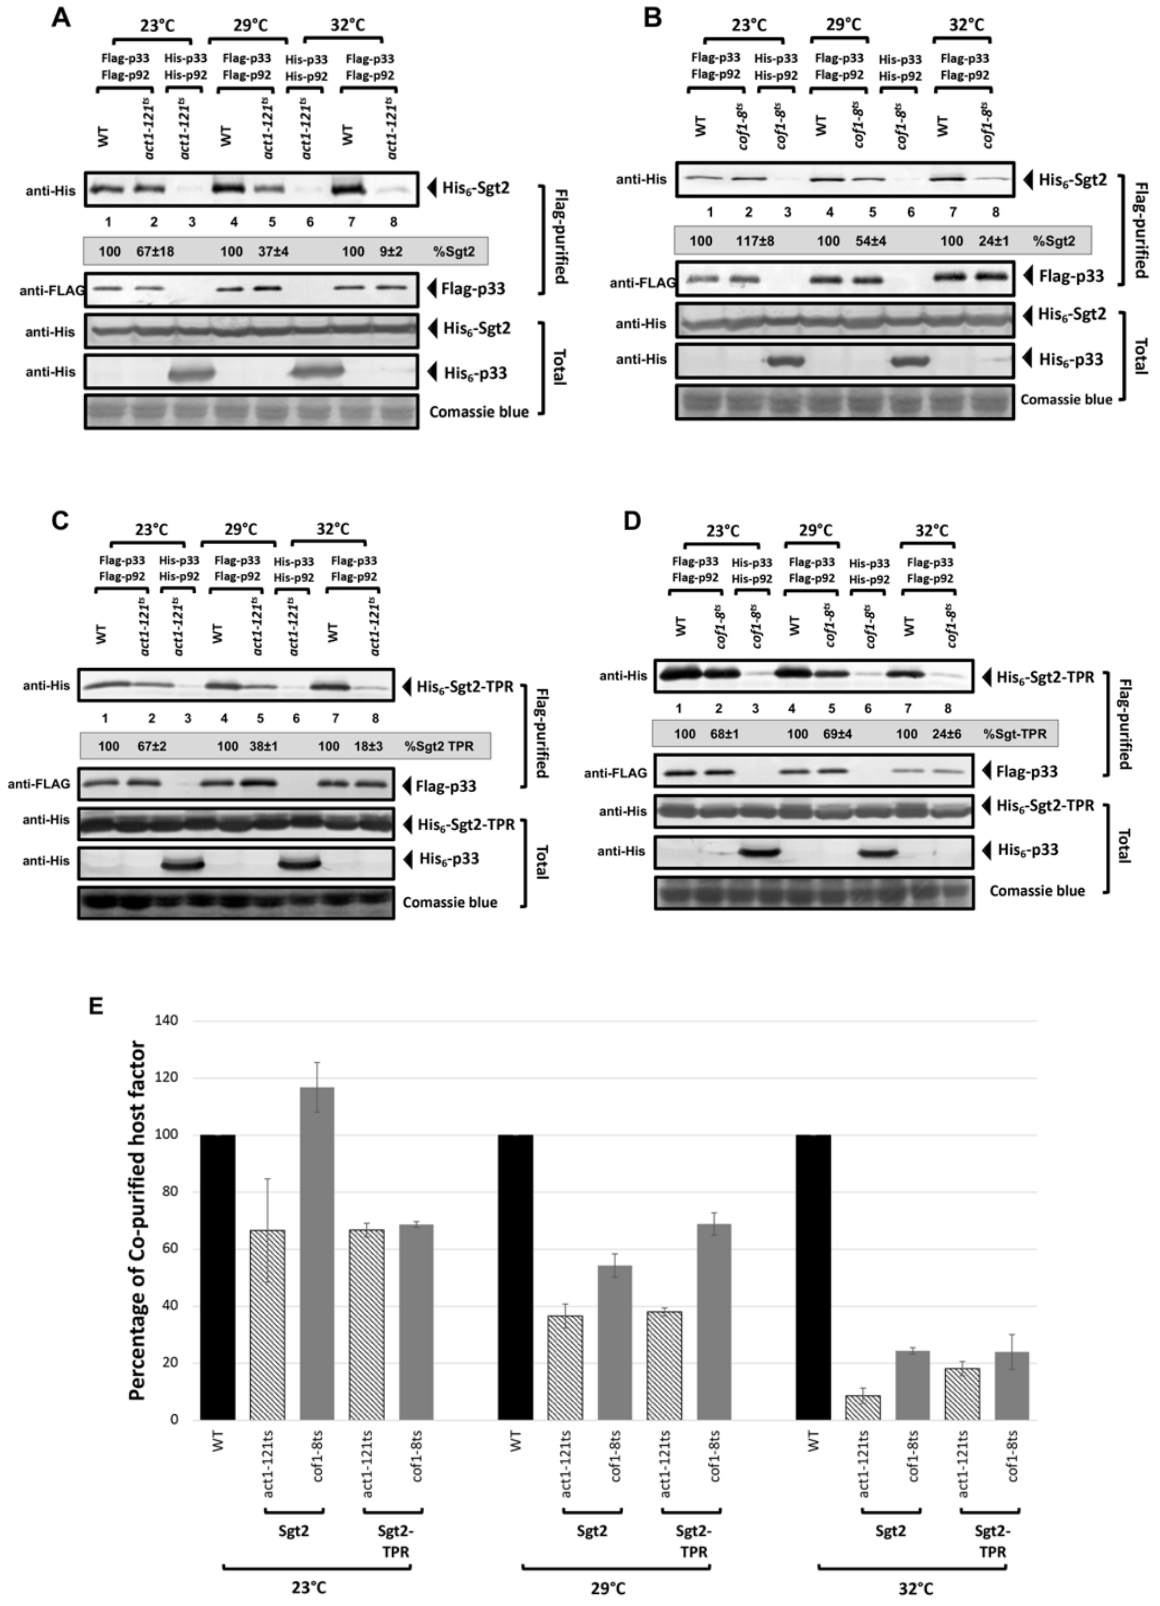 A
23°C 29°C 32°C
Flag-p33 His-p33 Flag-p33 His-p33 Flag-p33
Flag-p92 His-p92 Flag-p92 His-p92 Flag-p92
WT act1-121ts act1-121ts WT act1-121ts act1-121ts WT act1-121ts
anti-His His6-Sgt2
1 2 3 4 5 6 7 8
100 67±18 100 37±4 100 9±2 %Sgt2
anti-FLAG Flag-p33
Flag-purified
anti-His His6-Sgt2
anti-His His6-p33
Comassie blue
Total
B
23°C 29°C 32°C
Flag-p33 His-p33 Flag-p33 His-p33 Flag-p33
Flag-p92 His-p92 Flag-p92 His-p92 Flag-p92
WT cof1-8ts cof1-8ts WT cof1-8ts cof1-8ts WT cof1-8ts
anti-His His6-Sgt2
1 2 3 4 5 6 7 8
100 117±8 100 54±4 100 24±1 %Sgt2
anti-FLAG Flag-p33
Flag-purified
anti-His His6-Sgt2
anti-His His6-p33
Comassie blue
Total
C
23°C 29°C 32°C
Flag-p33 His-p33 Flag-p33 His-p33 Flag-p33
Flag-p92 His-p92 Flag-p92 His-p92 Flag-p92
WT act1-121ts act1-121ts WT act1-121ts act1-121ts WT act1-121ts
anti-His His6-Sgt2-TPR
1 2 3 4 5 6 7 8
100 67±2 100 38±1 100 18±3 %Sgt2 TPR
anti-FLAG Flag-p33
Flag-purified
anti-His His6-Sgt2-TPR
anti-His His6-p33
Comassie blue
Total
D
23°C 29°C 32°C
Flag-p33 His-p33 Flag-p33 His-p33 Flag-p33
Flag-p92 His-p92 Flag-p92 His-p92 Flag-p92
WT cof1-8ts cof1-8ts WT cof1-8ts cof1-8ts WT cof1-8ts
anti-His His6-Sgt2-TPR
1 2 3 4 5 6 7 8
100 68±1 100 69±4 100 24±6 %Sgt-TPR
anti-FLAG Flag-p33
Flag-purified
anti-His His6-Sgt2-TPR
anti-His His6-p33
Comassie blue
Total
E
Percentage of Co-purified host factor
140
120
100
80
60
40
20
0
WT act1-121ts cof1-8ts act1-121ts cof1-8ts WT act1-121ts cof1-8ts act1-121ts cof1-8ts WT act1-121ts cof1-8ts act1-121ts cof1-8ts
Sgt2 Sgt2- Sgt2 Sgt2- Sgt2 Sgt2-
TPR TPR TPR
23°C 29°C 32°C